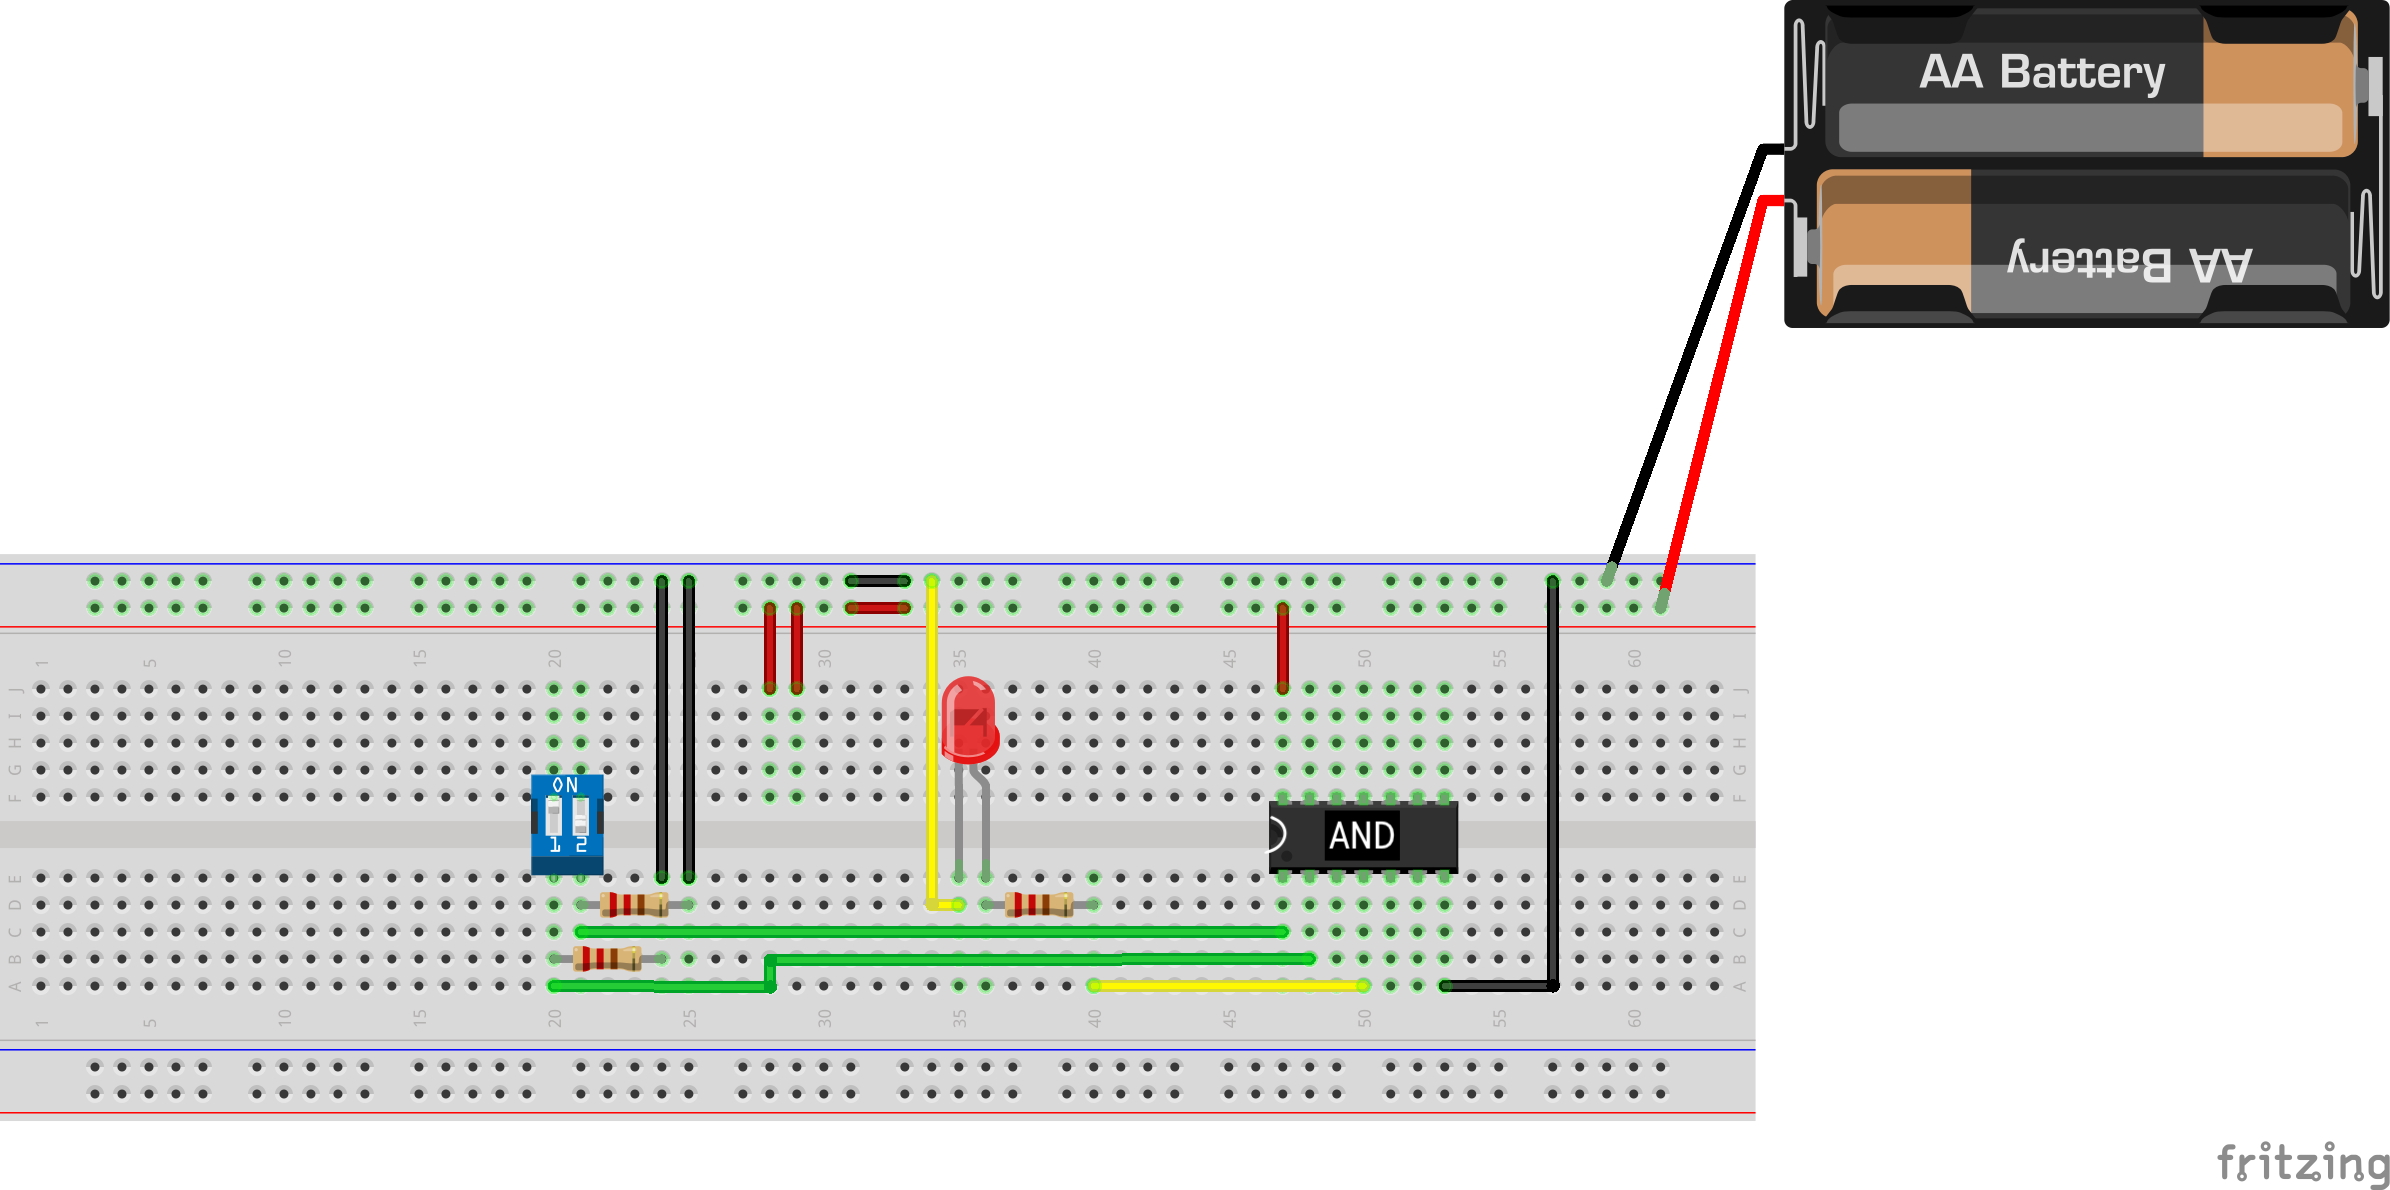 AA Battery
AA Battery
1 5 10 15 20 30 35 40 45 50 55 60
J J
I I
H H
G G
F F
ON
1 2
AND
E E
D D
C C
B B
A A
1 5 10 15 20 25 30 35 40 45 50 55 60
fritzing